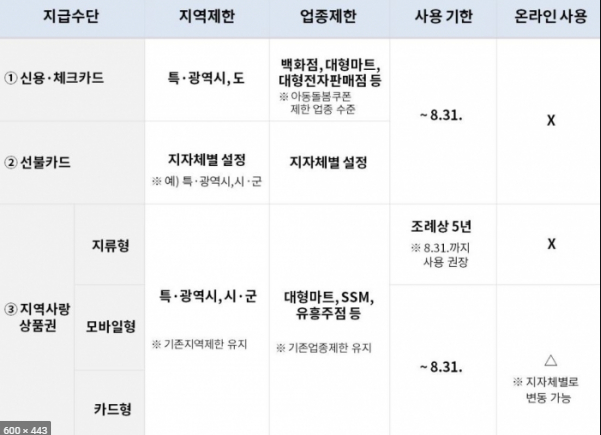 지급수단 지역제한 업종제한 사용 기한 온라인 사용
① 신용·체크카드
특·광역시, 도
백화점, 대형마트,
대형전자판매점 등
※ 아동돌봄쿠폰
제한 업종 수준
~ 8.31.
X
② 선불카드
지자체별 설정
※ 예) 특·광역시,시·군
지자체별 설정
③ 지역사랑
상품권
지류형
특·광역시, 시·군
※ 기존지역제한 유지
대형마트, SSM,
유흥주점 등
※ 기존업종제한 유지
조례상 5년
※ 8.31.까지
사용 권장
X
모바일형
~ 8.31.
△
※ 지자체별로
변동 가능
카드형
600 × 443